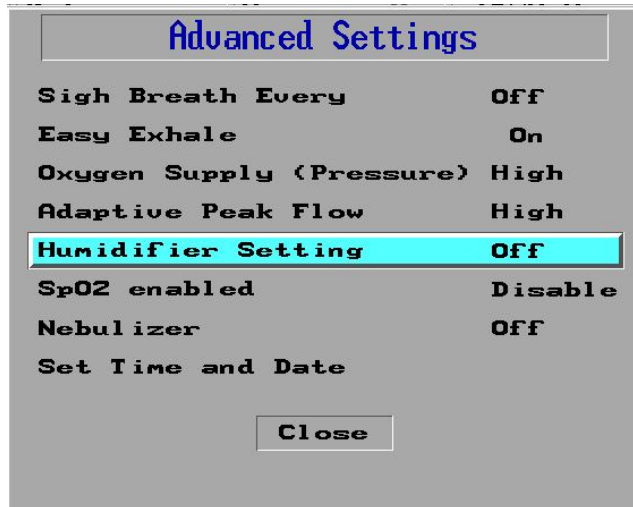 Advanced Settings
Sigh Breath Every Off
Easy Exhale On
Oxygen Supply (Pressure) High
Adaptive Peak Flow High
Humidifier Setting Off
SpO2 enabled Disable
Nebulizer Off
Set Time and Date
Close